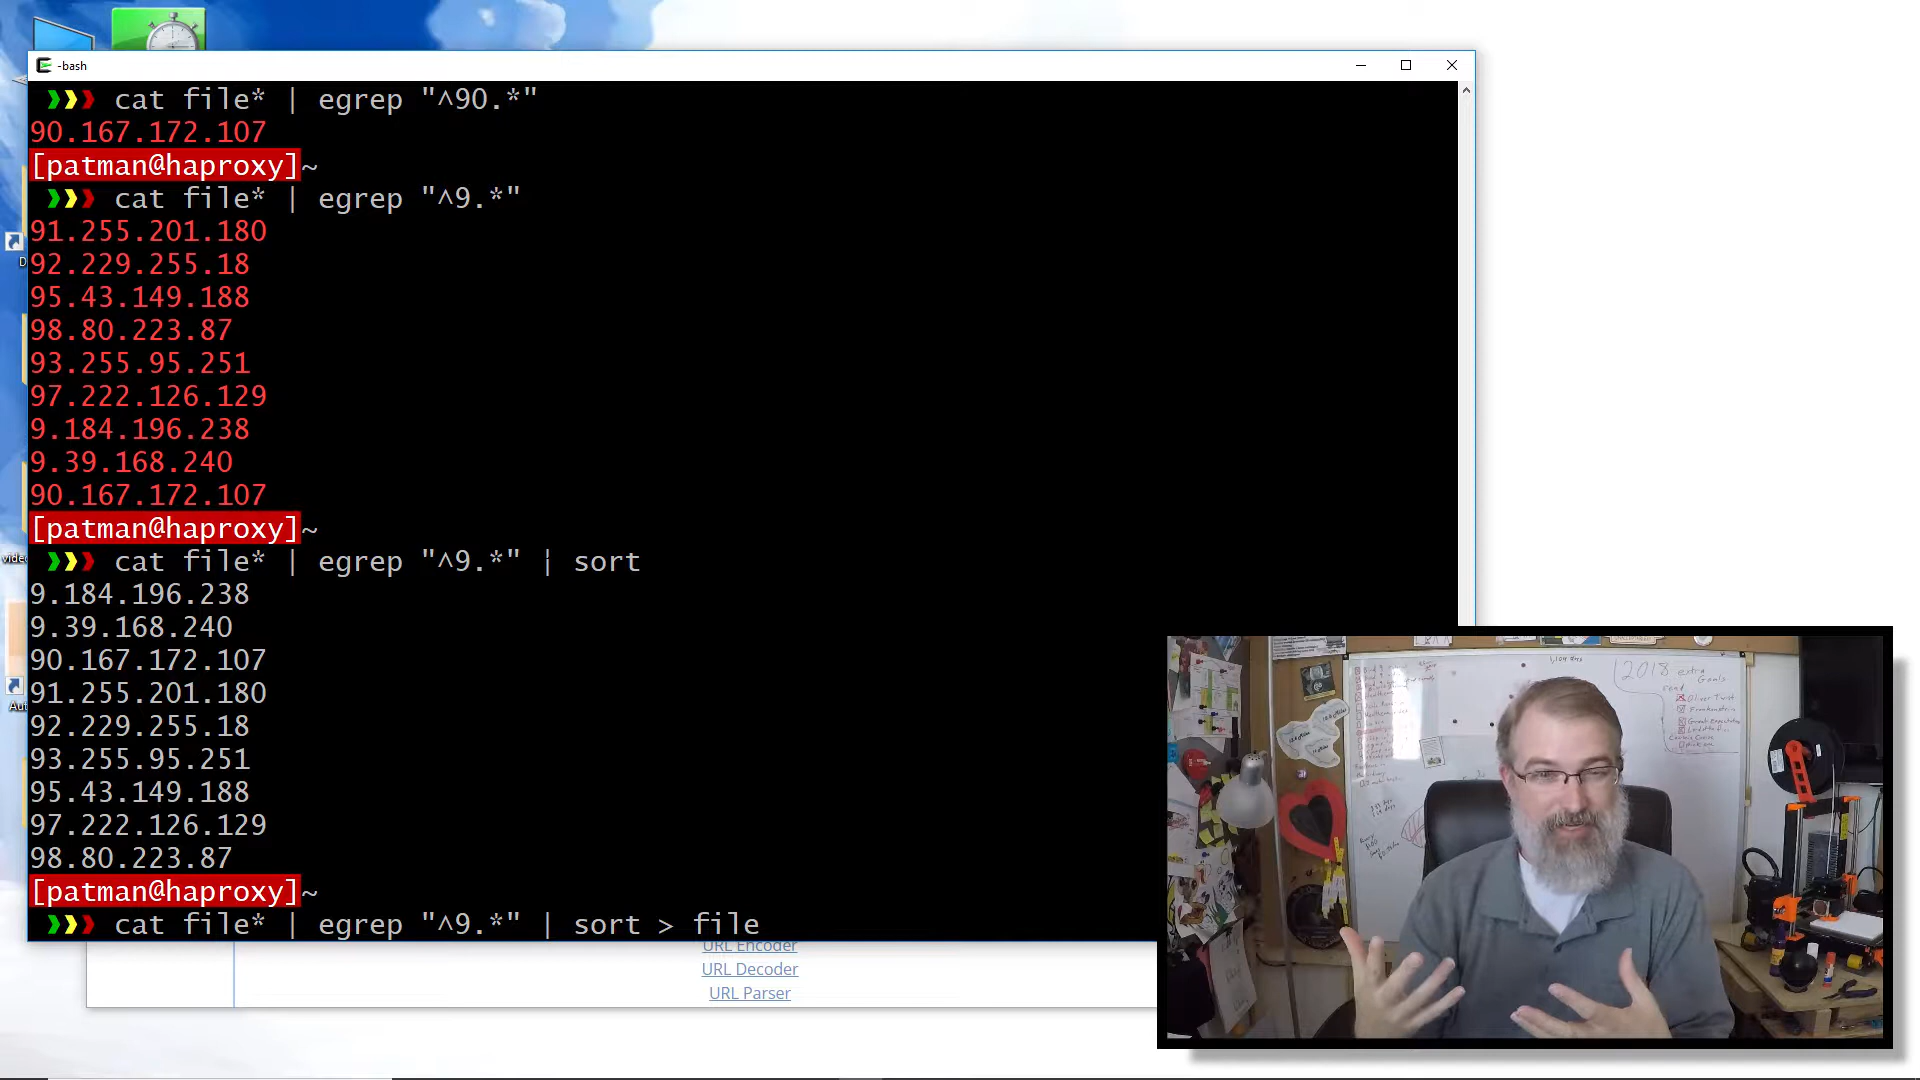 -bash
cat file* | egrep "^90.*"
90.167.172.107
[patman@haproxy]~
cat file* | egrep "^9.*"
91.255.201.180
92.229.255.18
95.43.149.188
98.80.223.87
93.255.95.251
97.222.126.129
9.184.196.238
9.39.168.240
90.167.172.107
[patman@haproxy]~
cat file* | egrep "^9.*" | sort
9.184.196.238
9.39.168.240
90.167.172.107
91.255.201.180
92.229.255.18
93.255.95.251
95.43.149.188
97.222.126.129
98.80.223.87
[patman@haproxy]~
cat file* | egrep "^9.*" | sort > file
URL Encoder
URL Decoder
URL Parser
2018 extra
Goals
Oliver Twist
Frankenstein